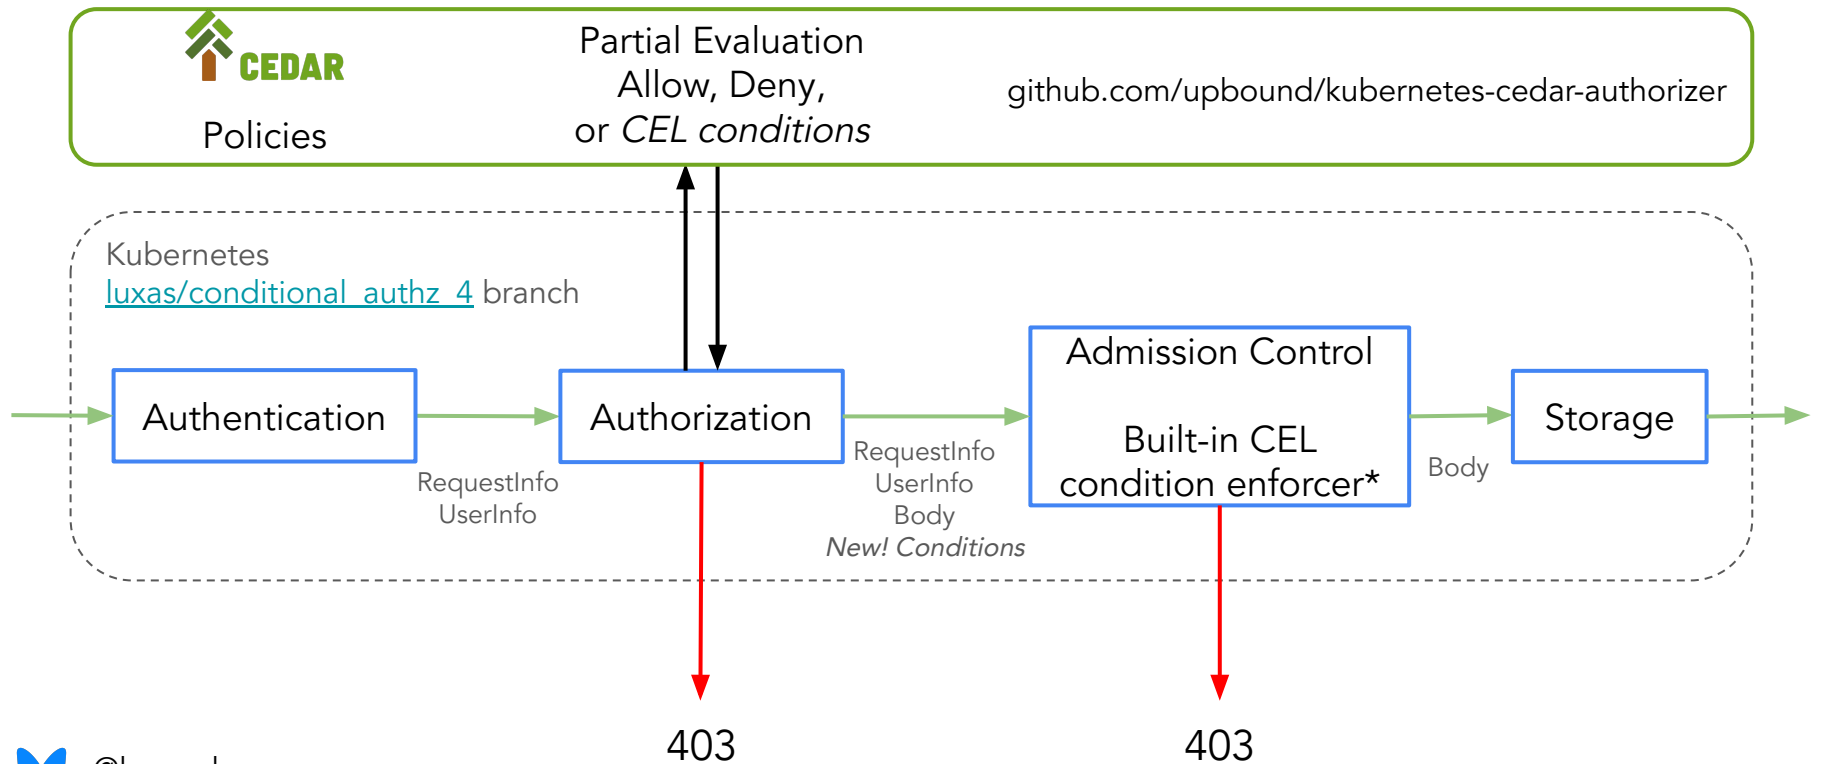 CEDAR
Policies
Partial Evaluation
Allow, Deny,
or CEL conditions
github.com/upbound/kubernetes-cedar-authorizer
Kubernetes
luxas/conditional_authz_4 branch
Authentication
RequestInfo
UserInfo
Authorization
RequestInfo
UserInfo
Body
New! Conditions
Admission Control
Built-in CEL
condition enforcer*
Body
Storage
403
403